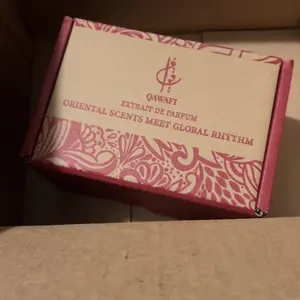 QAWAFI
EXTRAIT DE PARFUM
ORIENTAL SCENTS MEET GLOBAL RHYTHM